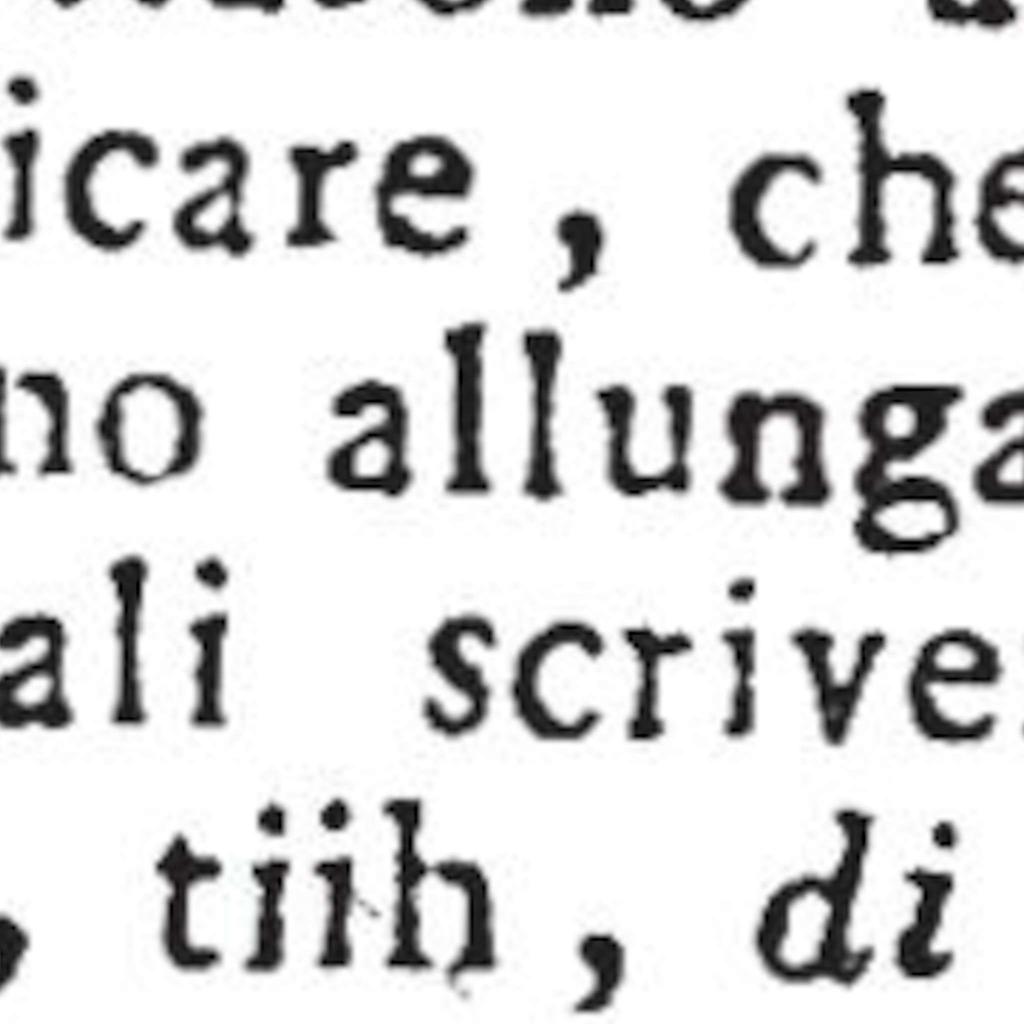 icare , che
no allunga
ali scrive
, tiih , di